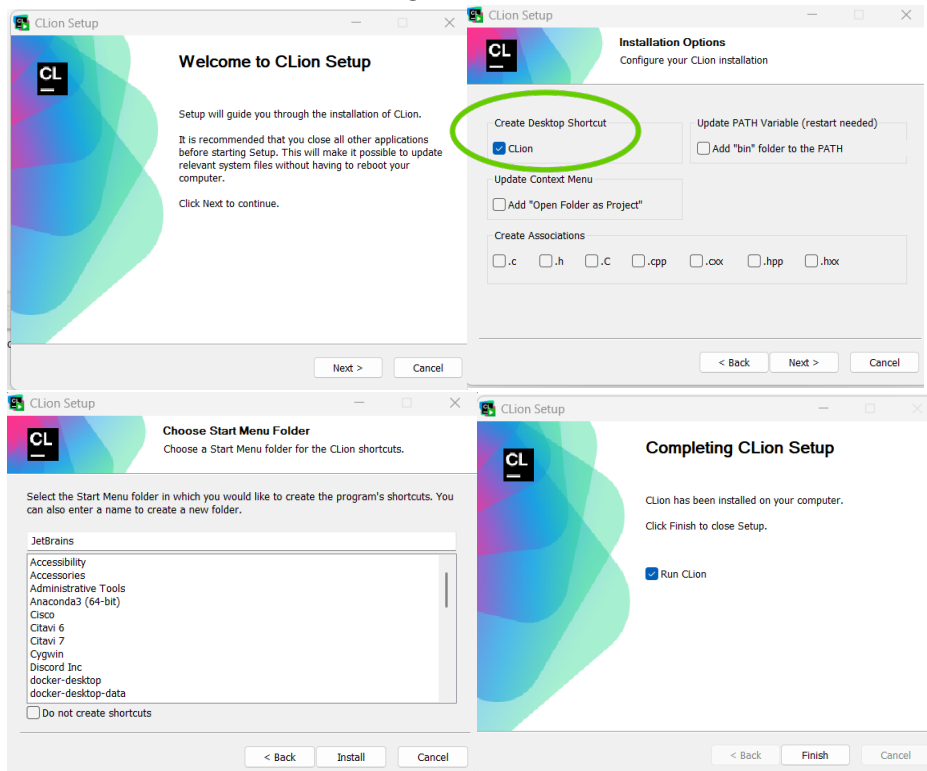 CLion Setup
CL
Welcome to CLion Setup
Setup will guide you through the installation of CLion.
It is recommended that you close all other applications
before starting Setup. This will make it possible to update
relevant system files without having to reboot your
computer.
Click Next to continue.
Next >
Cancel
CLion Setup
CL
Installation Options
Configure your CLion installation
Create Desktop Shortcut
CLion
Update PATH Variable (restart needed)
Add "bin" folder to the PATH
Update Context Menu
Add "Open Folder as Project"
Create Associations
.c .h .C .cpp .cxx .hpp .hxx
< Back
Next >
Cancel
CLion Setup
CL
Choose Start Menu Folder
Choose a Start Menu folder for the CLion shortcuts.
Select the Start Menu folder in which you would like to create the program's shortcuts. You
can also enter a name to create a new folder.
JetBrains
Accessibility
Accessories
Administrative Tools
Anaconda3 (64-bit)
Cisco
Citavi 6
Citavi 7
Cygwin
Discord Inc
docker-desktop
docker-desktop-data
Do not create shortcuts
< Back
Install
Cancel
CLion Setup
CL
Completing CLion Setup
CLion has been installed on your computer.
Click Finish to close Setup.
Run CLion
< Back
Finish
Cancel